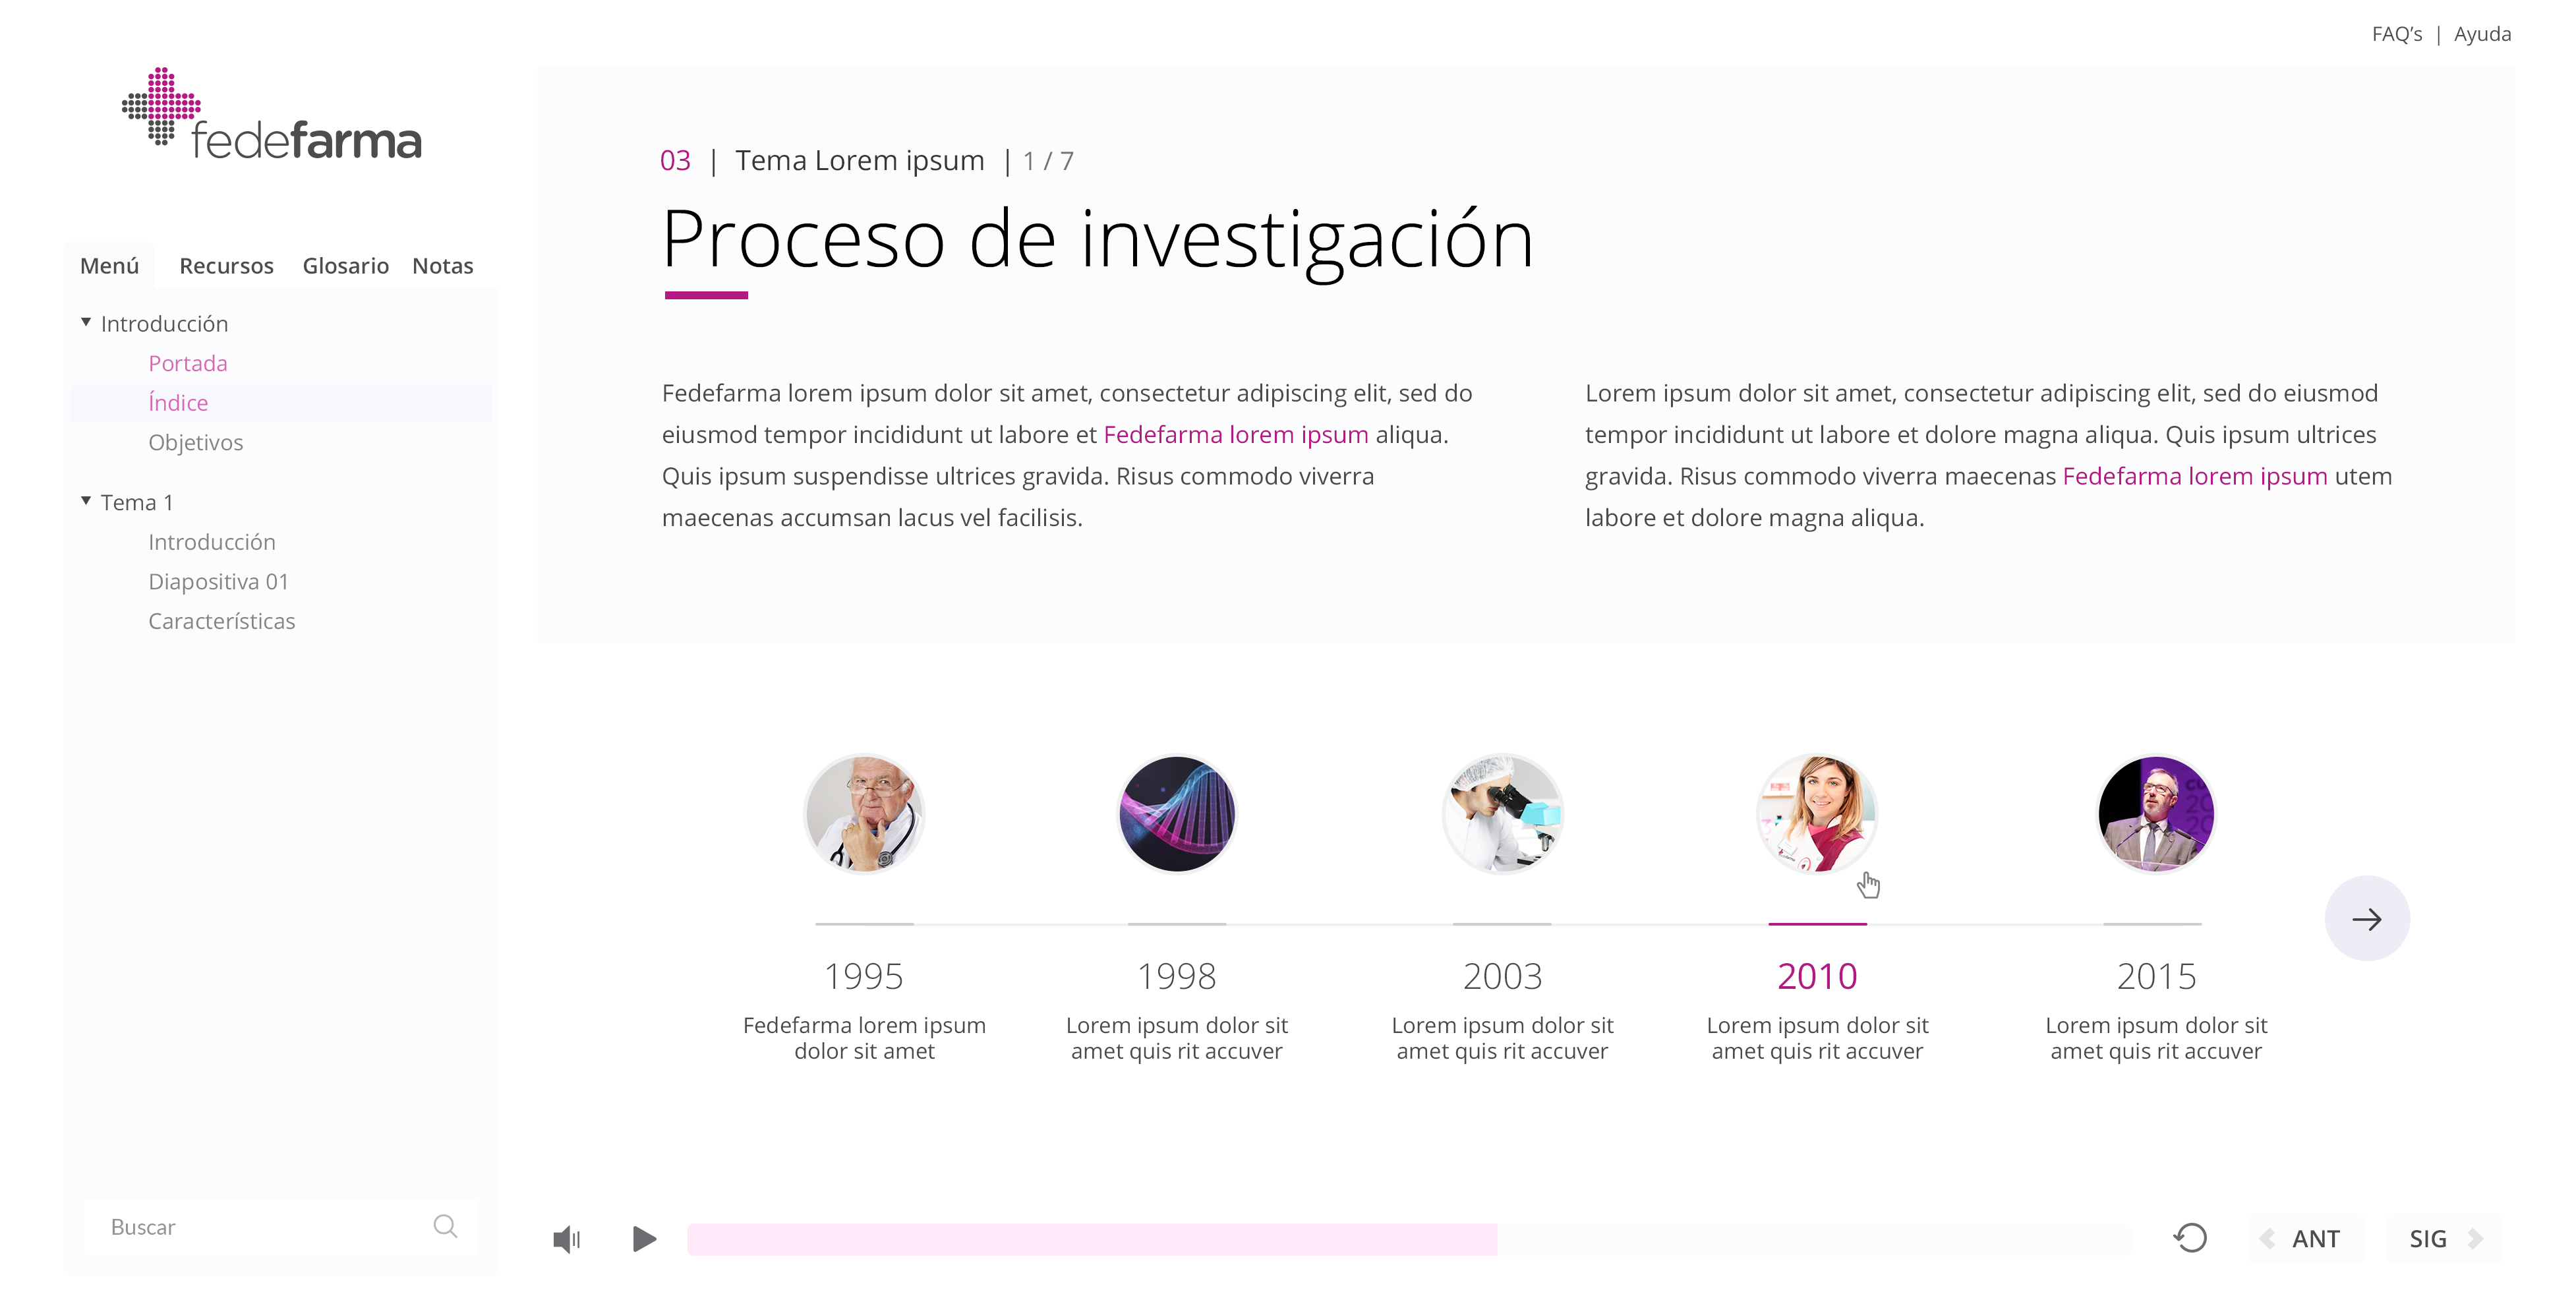 FAQ’s | Ayuda
fedefarma
Menú Recursos Glosario Notas
Introducción
Portada
Índice
Objetivos
Tema 1
Introducción
Diapositiva 01
Características
Buscar
03 | Tema Lorem ipsum | 1 / 7
Proceso de investigación
Fedefarma lorem ipsum dolor sit amet, consectetur adipiscing elit, sed do
eiusmod tempor incididunt ut labore et Fedefarma lorem ipsum aliqua.
Quis ipsum suspendisse ultrices gravida. Risus commodo viverra
maecenas accumsan lacus vel facilisis.
Lorem ipsum dolor sit amet, consectetur adipiscing elit, sed do eiusmod
tempor incididunt ut labore et dolore magna aliqua. Quis ipsum ultrices
gravida. Risus commodo viverra maecenas Fedefarma lorem ipsum utem
labore et dolore magna aliqua.
1995
Fedefarma lorem ipsum
dolor sit amet
1998
Lorem ipsum dolor sit
amet quis rit accuver
2003
Lorem ipsum dolor sit
amet quis rit accuver
2010
Lorem ipsum dolor sit
amet quis rit accuver
2015
Lorem ipsum dolor sit
amet quis rit accuver
ANT SIG